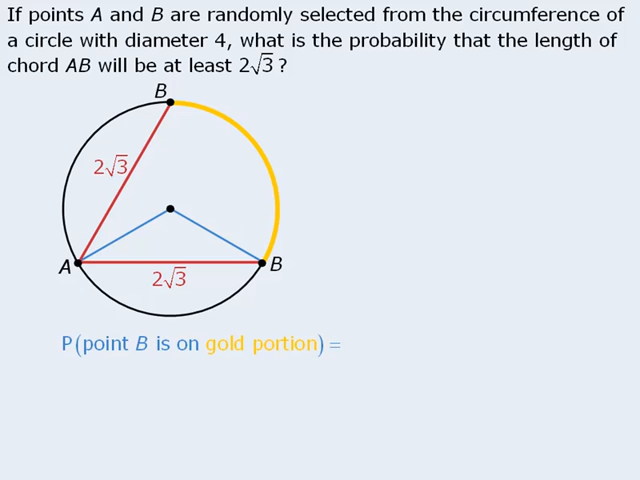 If points A and B are randomly selected from the circumference of
a circle with diameter 4, what is the probability that the length of
chord AB will be at least 2√3 ?
B
2√3
A
B
2√3
P(point B is on gold portion) =